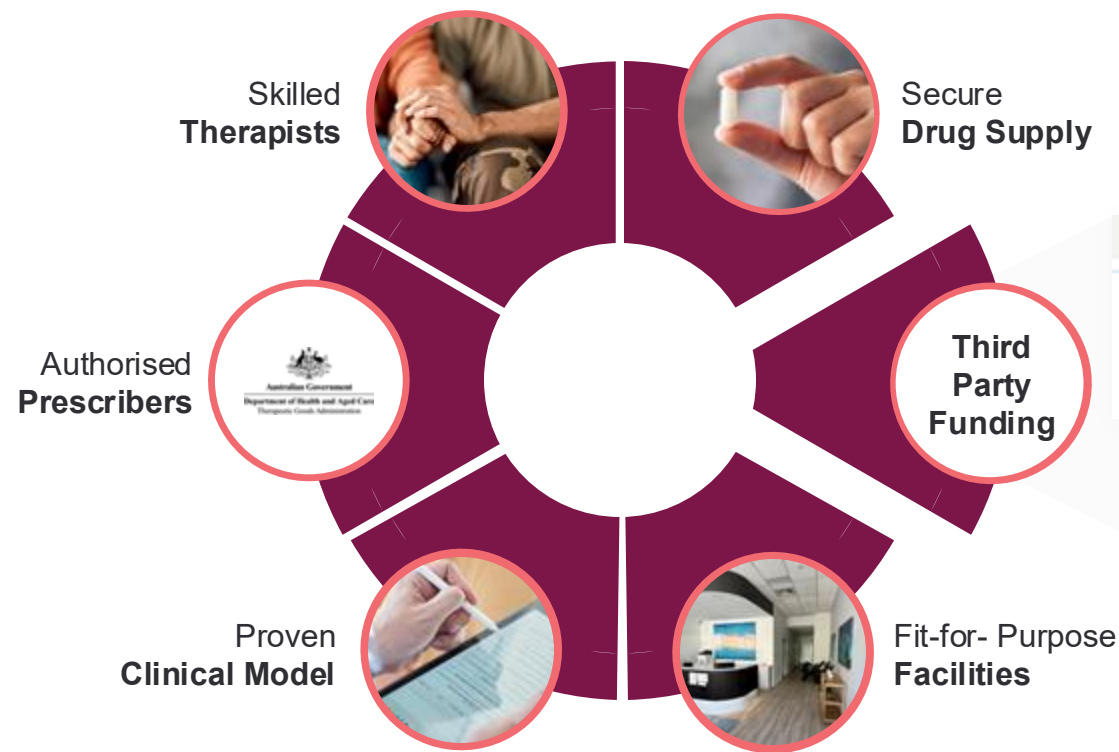 Skilled
Therapists
Secure
Drug Supply
Authorised
Prescribers
Australian Government
Department of Health and Aged Care
Therapeutic Goods Administration
Third
Party
Funding
Proven
Clinical Model
Fit-for- Purpose
Facilities